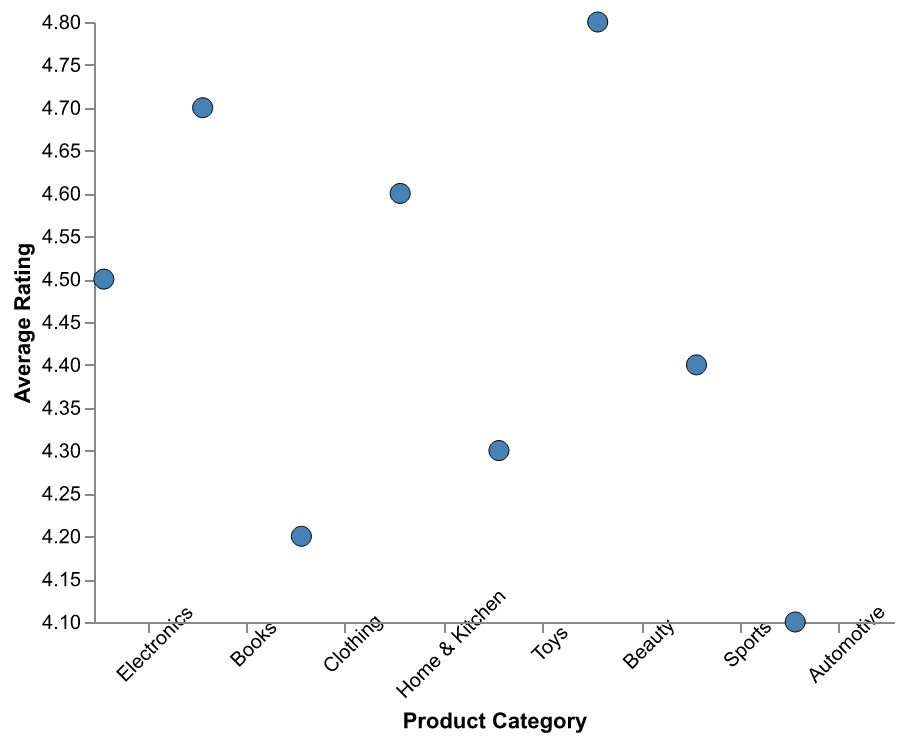 4.80
4.75
4.70
4.65
4.60
4.55
4.50
4.45
4.40
4.35
4.30
4.25
4.20
4.15
4.10
Average Rating
Electronics
Books
Clothing
Home & Kitchen
Toys
Beauty
Sports
Automotive
Product Category